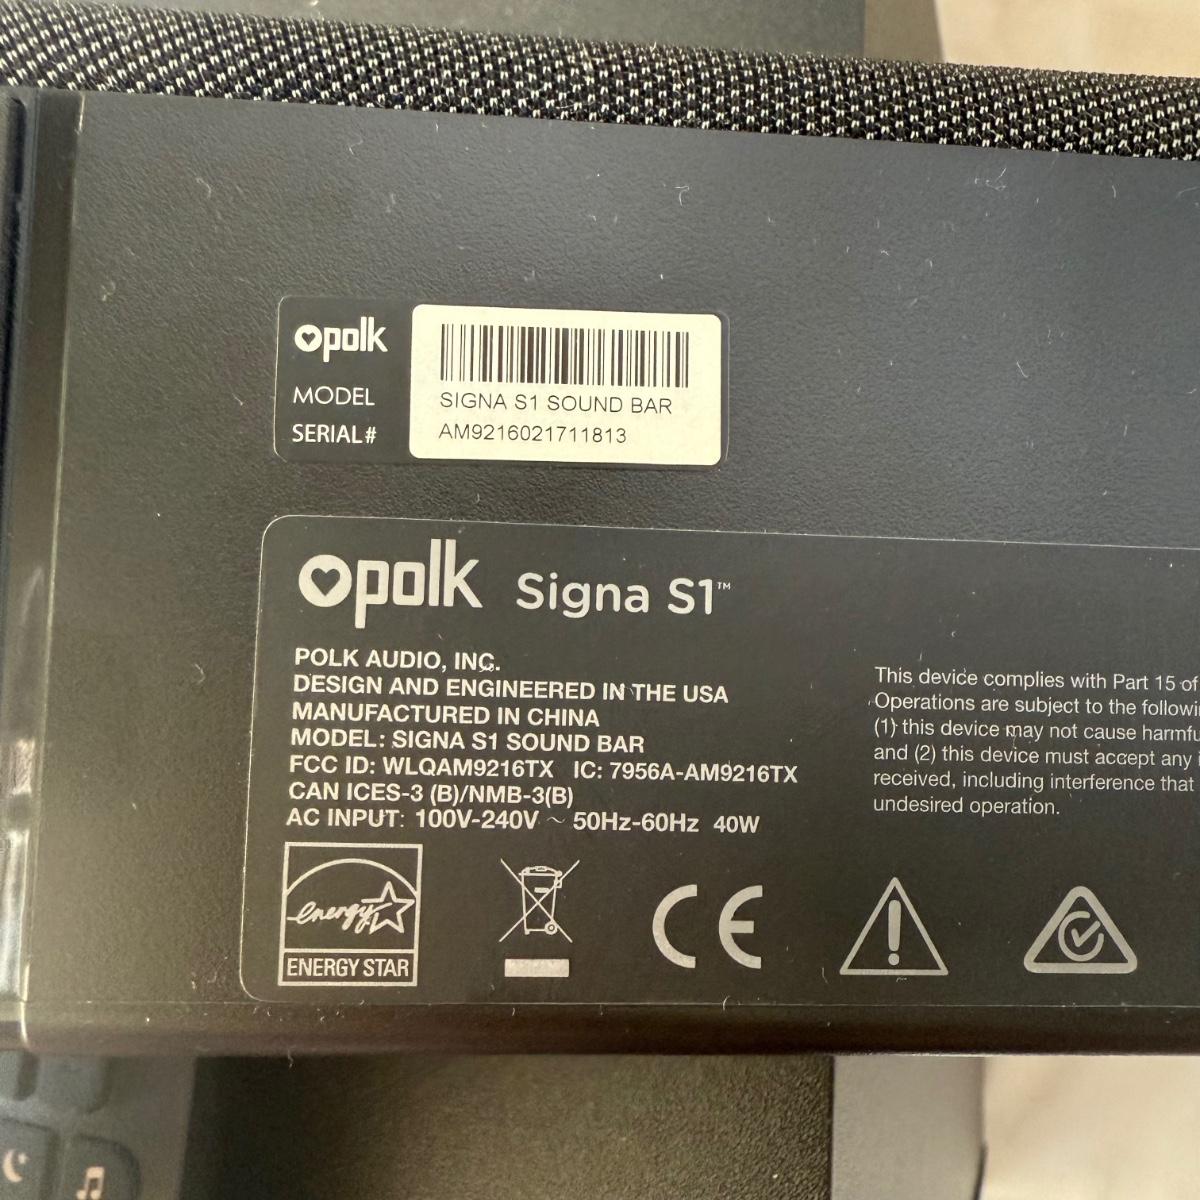 polk
MODEL
SERIAL#
SIGNA S1 SOUND BAR
AM9216021711813
polk Signa S1™
POLK AUDIO, INC.
DESIGN AND ENGINEERED IN THE USA
MANUFACTURED IN CHINA
MODEL: SIGNA S1 SOUND BAR
FCC ID: WLQAM9216TX IC: 7956A-AM9216TX
CAN ICES-3 (B)/NMB-3(B)
AC INPUT: 100V-240V ~ 50Hz-60Hz 40W
This device complies with Part 15 of
Operations are subject to the
(1) this device may not cause
and (2) this device must accept any
received, including interference that
undesired operation.
energy
ENERGY STAR
CE